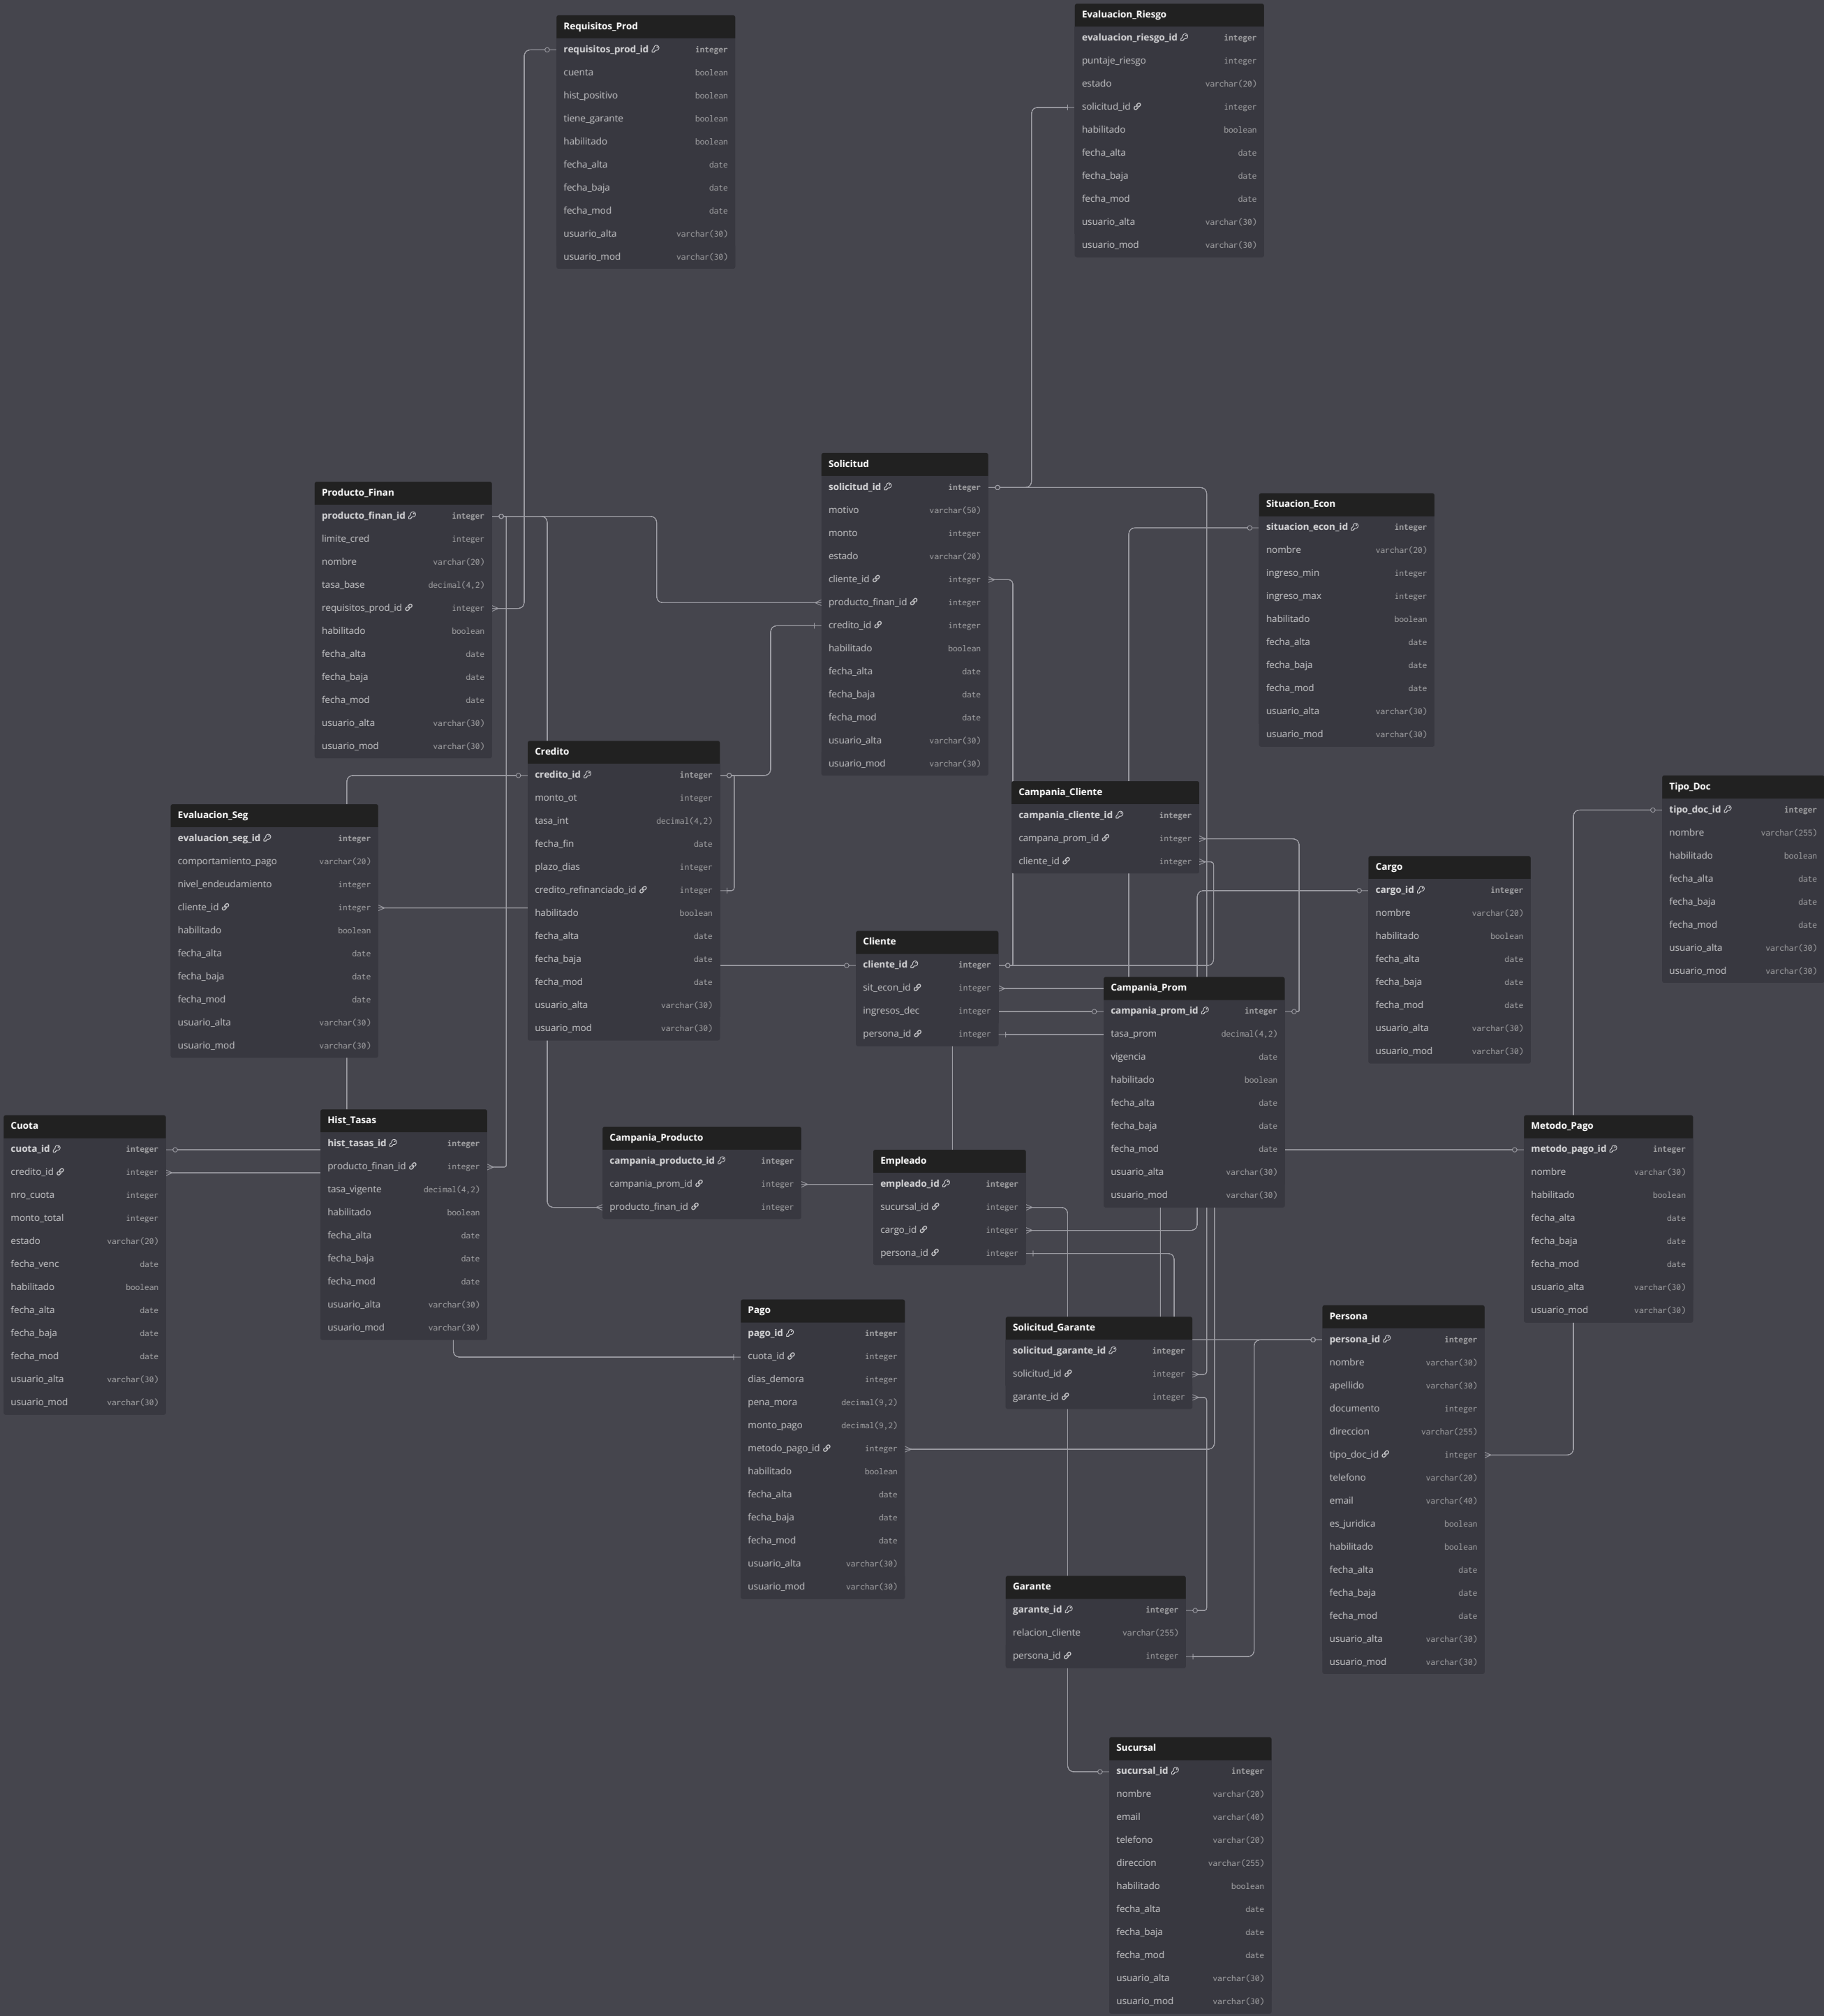 Requisitos_Prod
requisitos_prod_id integer
cuenta boolean
hist_positivo boolean
tiene_garante boolean
habilitado boolean
fecha_alta date
fecha_baja date
fecha_mod date
usuario_alta varchar(30)
usuario_mod varchar(30)
Evaluacion_Riesgo
evaluacion_riesgo_id integer
puntaje_riesgo integer
estado varchar(20)
solicitud_id integer
habilitado boolean
fecha_alta date
fecha_baja date
fecha_mod date
usuario_alta varchar(30)
usuario_mod varchar(30)
Producto_Finan
producto_finan_id integer
limite_cred integer
nombre varchar(20)
tasa_base decimal(4,2)
requisitos_prod_id integer
habilitado boolean
fecha_alta date
fecha_baja date
fecha_mod date
usuario_alta varchar(30)
usuario_mod varchar(30)
Solicitud
solicitud_id integer
motivo varchar(50)
monto integer
estado varchar(20)
cliente_id integer
producto_finan_id integer
credito_id integer
habilitado boolean
fecha_alta date
fecha_baja date
fecha_mod date
usuario_alta varchar(30)
usuario_mod varchar(30)
Situacion_Econ
situacion_econ_id integer
nombre varchar(20)
ingreso_min integer
ingreso_max integer
habilitado boolean
fecha_alta date
fecha_baja date
fecha_mod date
usuario_alta varchar(30)
usuario_mod varchar(30)
Credito
credito_id integer
monto_ot integer
tasa_int decimal(4,2)
fecha_fin date
plazo_dias integer
credito_refinanciado_id integer
habilitado boolean
fecha_alta date
fecha_baja date
fecha_mod date
usuario_alta varchar(30)
usuario_mod varchar(30)
Evaluacion_Seg
evaluacion_seg_id integer
comportamiento_pago varchar(20)
nivel_endeudamiento integer
cliente_id integer
habilitado boolean
fecha_alta date
fecha_baja date
fecha_mod date
usuario_alta varchar(30)
usuario_mod varchar(30)
Campania_Cliente
campania_cliente_id integer
campana_prom_id integer
cliente_id integer
Tipo_Doc
tipo_doc_id integer
nombre varchar(255)
habilitado boolean
fecha_alta date
fecha_baja date
fecha_mod date
usuario_alta varchar(30)
usuario_mod varchar(30)
Cargo
cargo_id integer
nombre varchar(20)
habilitado boolean
fecha_alta date
fecha_baja date
fecha_mod date
usuario_alta varchar(30)
usuario_mod varchar(30)
Cliente
cliente_id integer
sit_econ_id integer
ingresos_dec integer
persona_id integer
Campania_Prom
campania_prom_id integer
tasa_prom decimal(4,2)
vigencia date
habilitado boolean
fecha_alta date
fecha_baja date
fecha_mod date
usuario_alta varchar(30)
usuario_mod varchar(30)
Cuota
cuota_id integer
credito_id integer
nro_cuota integer
monto_total integer
estado varchar(20)
fecha_venc date
habilitado boolean
fecha_alta date
fecha_baja date
fecha_mod date
usuario_alta varchar(30)
usuario_mod varchar(30)
Hist_Tasas
hist_tasas_id integer
producto_finan_id integer
tasa_vigente decimal(4,2)
habilitado boolean
fecha_alta date
fecha_baja date
fecha_mod date
usuario_alta varchar(30)
usuario_mod varchar(30)
Campania_Producto
campania_producto_id integer
campania_prom_id integer
producto_finan_id integer
Empleado
empleado_id integer
sucursal_id integer
cargo_id integer
persona_id integer
Metodo_Pago
metodo_pago_id integer
nombre varchar(30)
habilitado boolean
fecha_alta date
fecha_baja date
fecha_mod date
usuario_alta varchar(30)
usuario_mod varchar(30)
Pago
pago_id integer
cuota_id integer
dias_demora integer
pena_mora decimal(9,2)
monto_pago decimal(9,2)
metodo_pago_id integer
habilitado boolean
fecha_alta date
fecha_baja date
fecha_mod date
usuario_alta varchar(30)
usuario_mod varchar(30)
Solicitud_Garante
solicitud_garante_id integer
solicitud_id integer
garante_id integer
Persona
persona_id integer
nombre varchar(30)
apellido varchar(30)
documento integer
direccion varchar(255)
tipo_doc_id integer
telefono varchar(20)
email varchar(40)
es_juridica boolean
habilitado boolean
fecha_alta date
fecha_baja date
fecha_mod date
usuario_alta varchar(30)
usuario_mod varchar(30)
Garante
garante_id integer
relacion_cliente varchar(255)
persona_id integer
Sucursal
sucursal_id integer
nombre varchar(20)
email varchar(40)
telefono varchar(20)
direccion varchar(255)
habilitado boolean
fecha_alta date
fecha_baja date
fecha_mod date
usuario_alta varchar(30)
usuario_mod varchar(30)